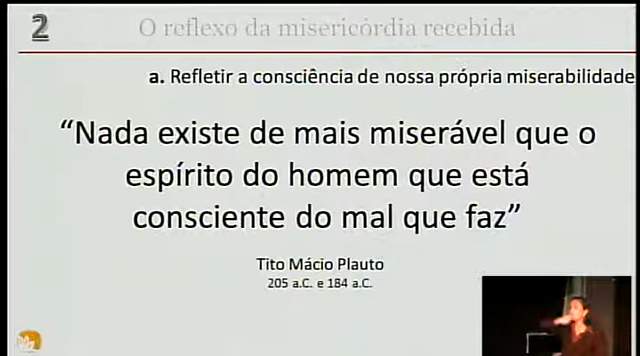 2
O reflexo da misericórdia recebida
a. Refletir a consciência de nossa própria miserabilidade
“Nada existe de mais miserável que o
espírito do homem que está
consciente do mal que faz”
Tito Mácio Plauto
205 a.C. e 184 a.C.